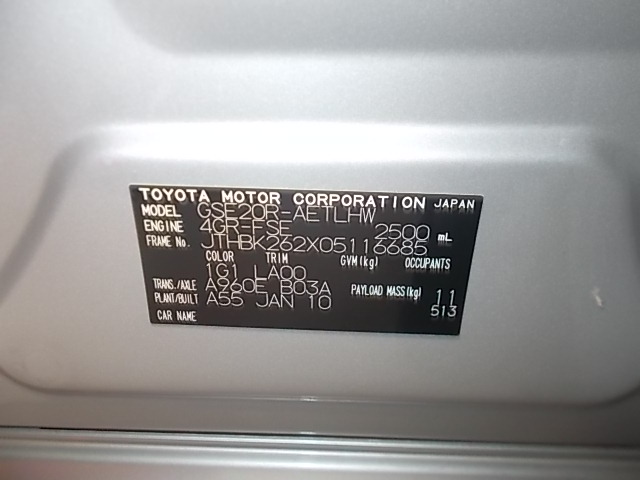 TOYOTA MOTOR CORPORATION JAPAN
MODEL GSE20R-AETLHW
ENGINE 4GR-FSE 2500 mL
FRAME No. JTHBK262X05116685
COLOR TRIM GVM(kg) OCCUPANTS
1G1 LA00
TRANS./AXLE A960E B03A PAYLOAD MASS(kg) 11
PLANT/BUILT A55 JAN 10 513
CAR NAME